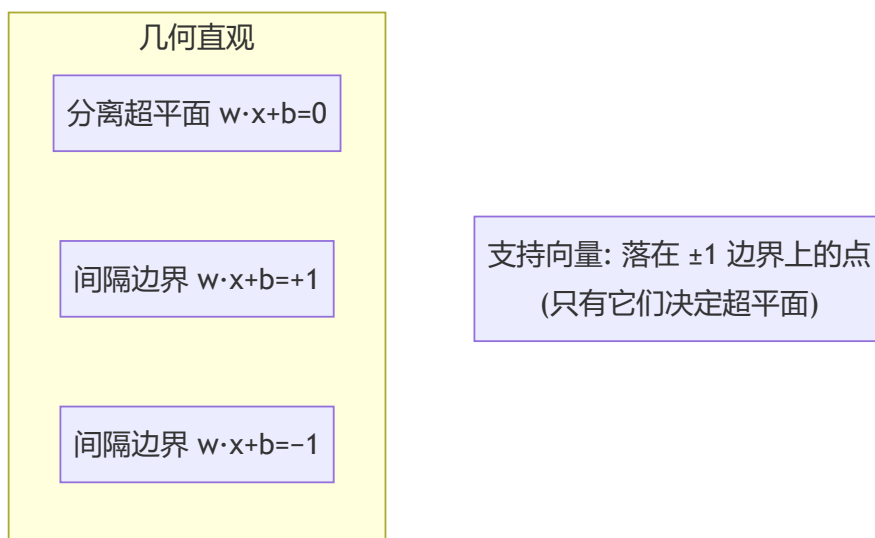 几何直观
分离超平面 w·x+b=0
间隔边界 w·x+b=+1
间隔边界 w·x+b=−1
支持向量: 落在 ±1 边界上的点
(只有它们决定超平面)